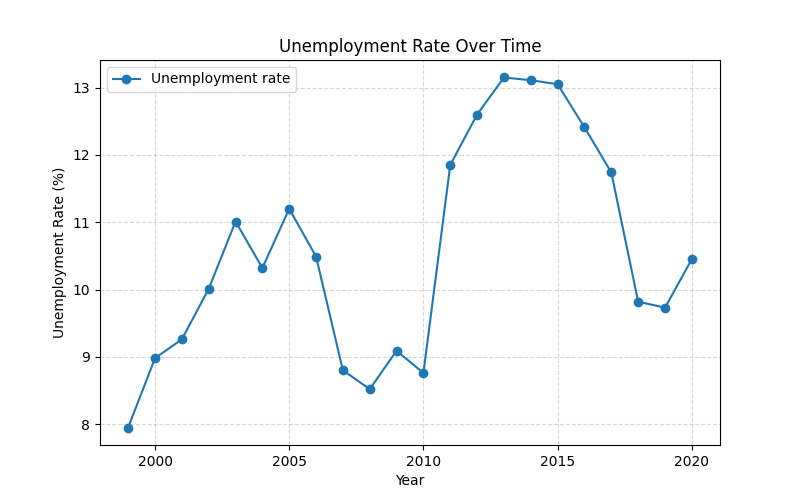 Unemployment Rate Over Time
Unemployment rate
Unemployment Rate (%)
13
12
11
10
9
8
2000 2005 2010 2015 2020
Year